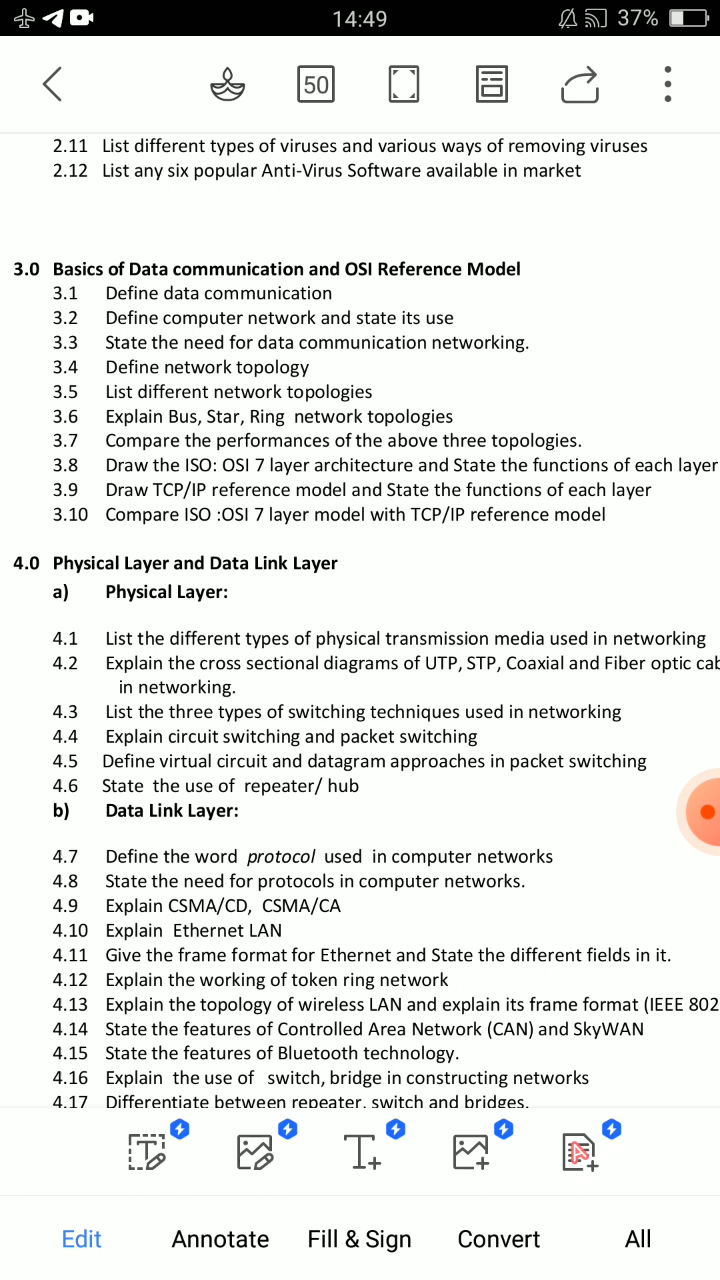 14:49
37%
50
2.11 List different types of viruses and various ways of removing viruses
2.12 List any six popular Anti-Virus Software available in market
3.0 Basics of Data communication and OSI Reference Model
3.1 Define data communication
3.2 Define computer network and state its use
3.3 State the need for data communication networking.
3.4 Define network topology
3.5 List different network topologies
3.6 Explain Bus, Star, Ring network topologies
3.7 Compare the performances of the above three topologies.
3.8 Draw the ISO: OSI 7 layer architecture and State the functions of each layer
3.9 Draw TCP/IP reference model and State the functions of each layer
3.10 Compare ISO :OSI 7 layer model with TCP/IP reference model
4.0 Physical Layer and Data Link Layer
a) Physical Layer:
4.1 List the different types of physical transmission media used in networking
4.2 Explain the cross sectional diagrams of UTP, STP, Coaxial and Fiber optic
in networking.
4.3 List the three types of switching techniques used in networking
4.4 Explain circuit switching and packet switching
4.5 Define virtual circuit and datagram approaches in packet switching
4.6 State the use of repeater/ hub
b) Data Link Layer:
4.7 Define the word protocol used in computer networks
4.8 State the need for protocols in computer networks.
4.9 Explain CSMA/CD, CSMA/CA
4.10 Explain Ethernet LAN
4.11 Give the frame format for Ethernet and State the different fields in it.
4.12 Explain the working of token ring network
4.13 Explain the topology of wireless LAN and explain its frame format (IEEE 802
4.14 State the features of Controlled Area Network (CAN) and SkyWAN
4.15 State the features of Bluetooth technology.
4.16 Explain the use of switch, bridge in constructing networks
4.17 Differentiate between repeater, switch and bridges.
Edit Annotate Fill & Sign Convert All